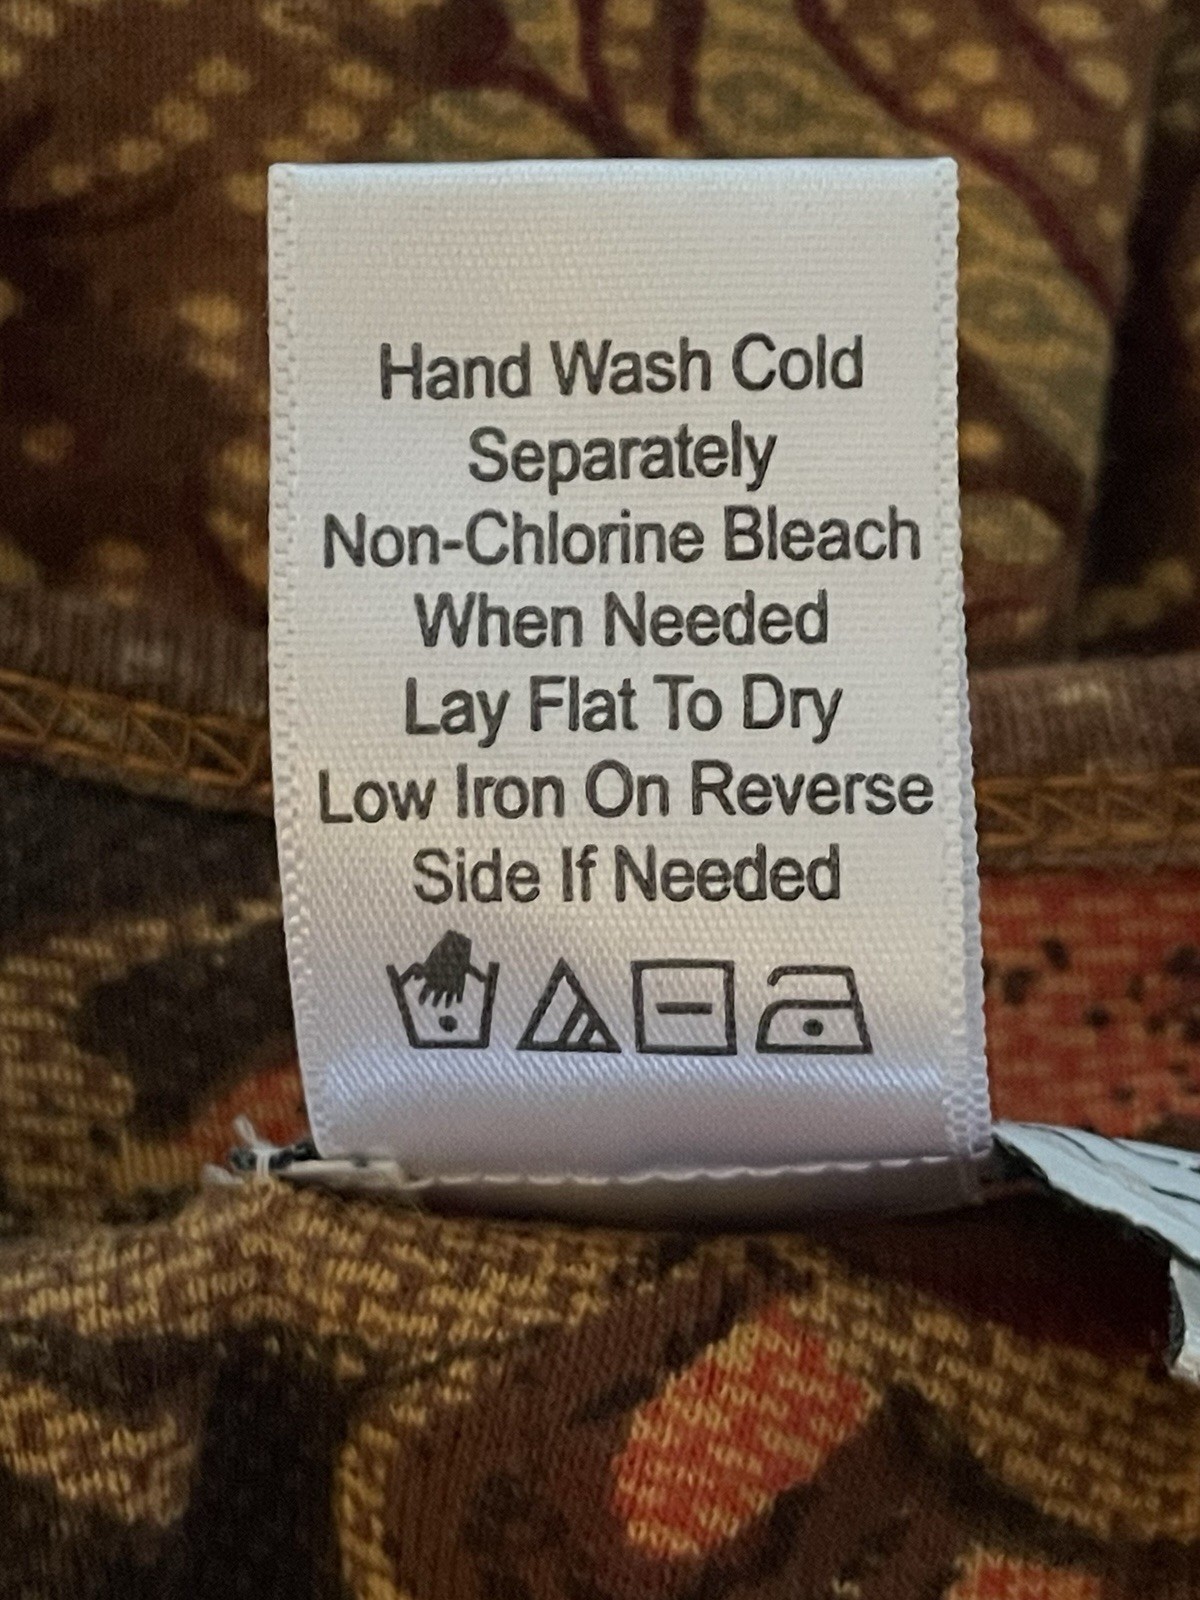 Hand Wash Cold
Separately
Non-Chlorine Bleach
When Needed
Lay Flat To Dry
Low Iron On Reverse
Side If Needed